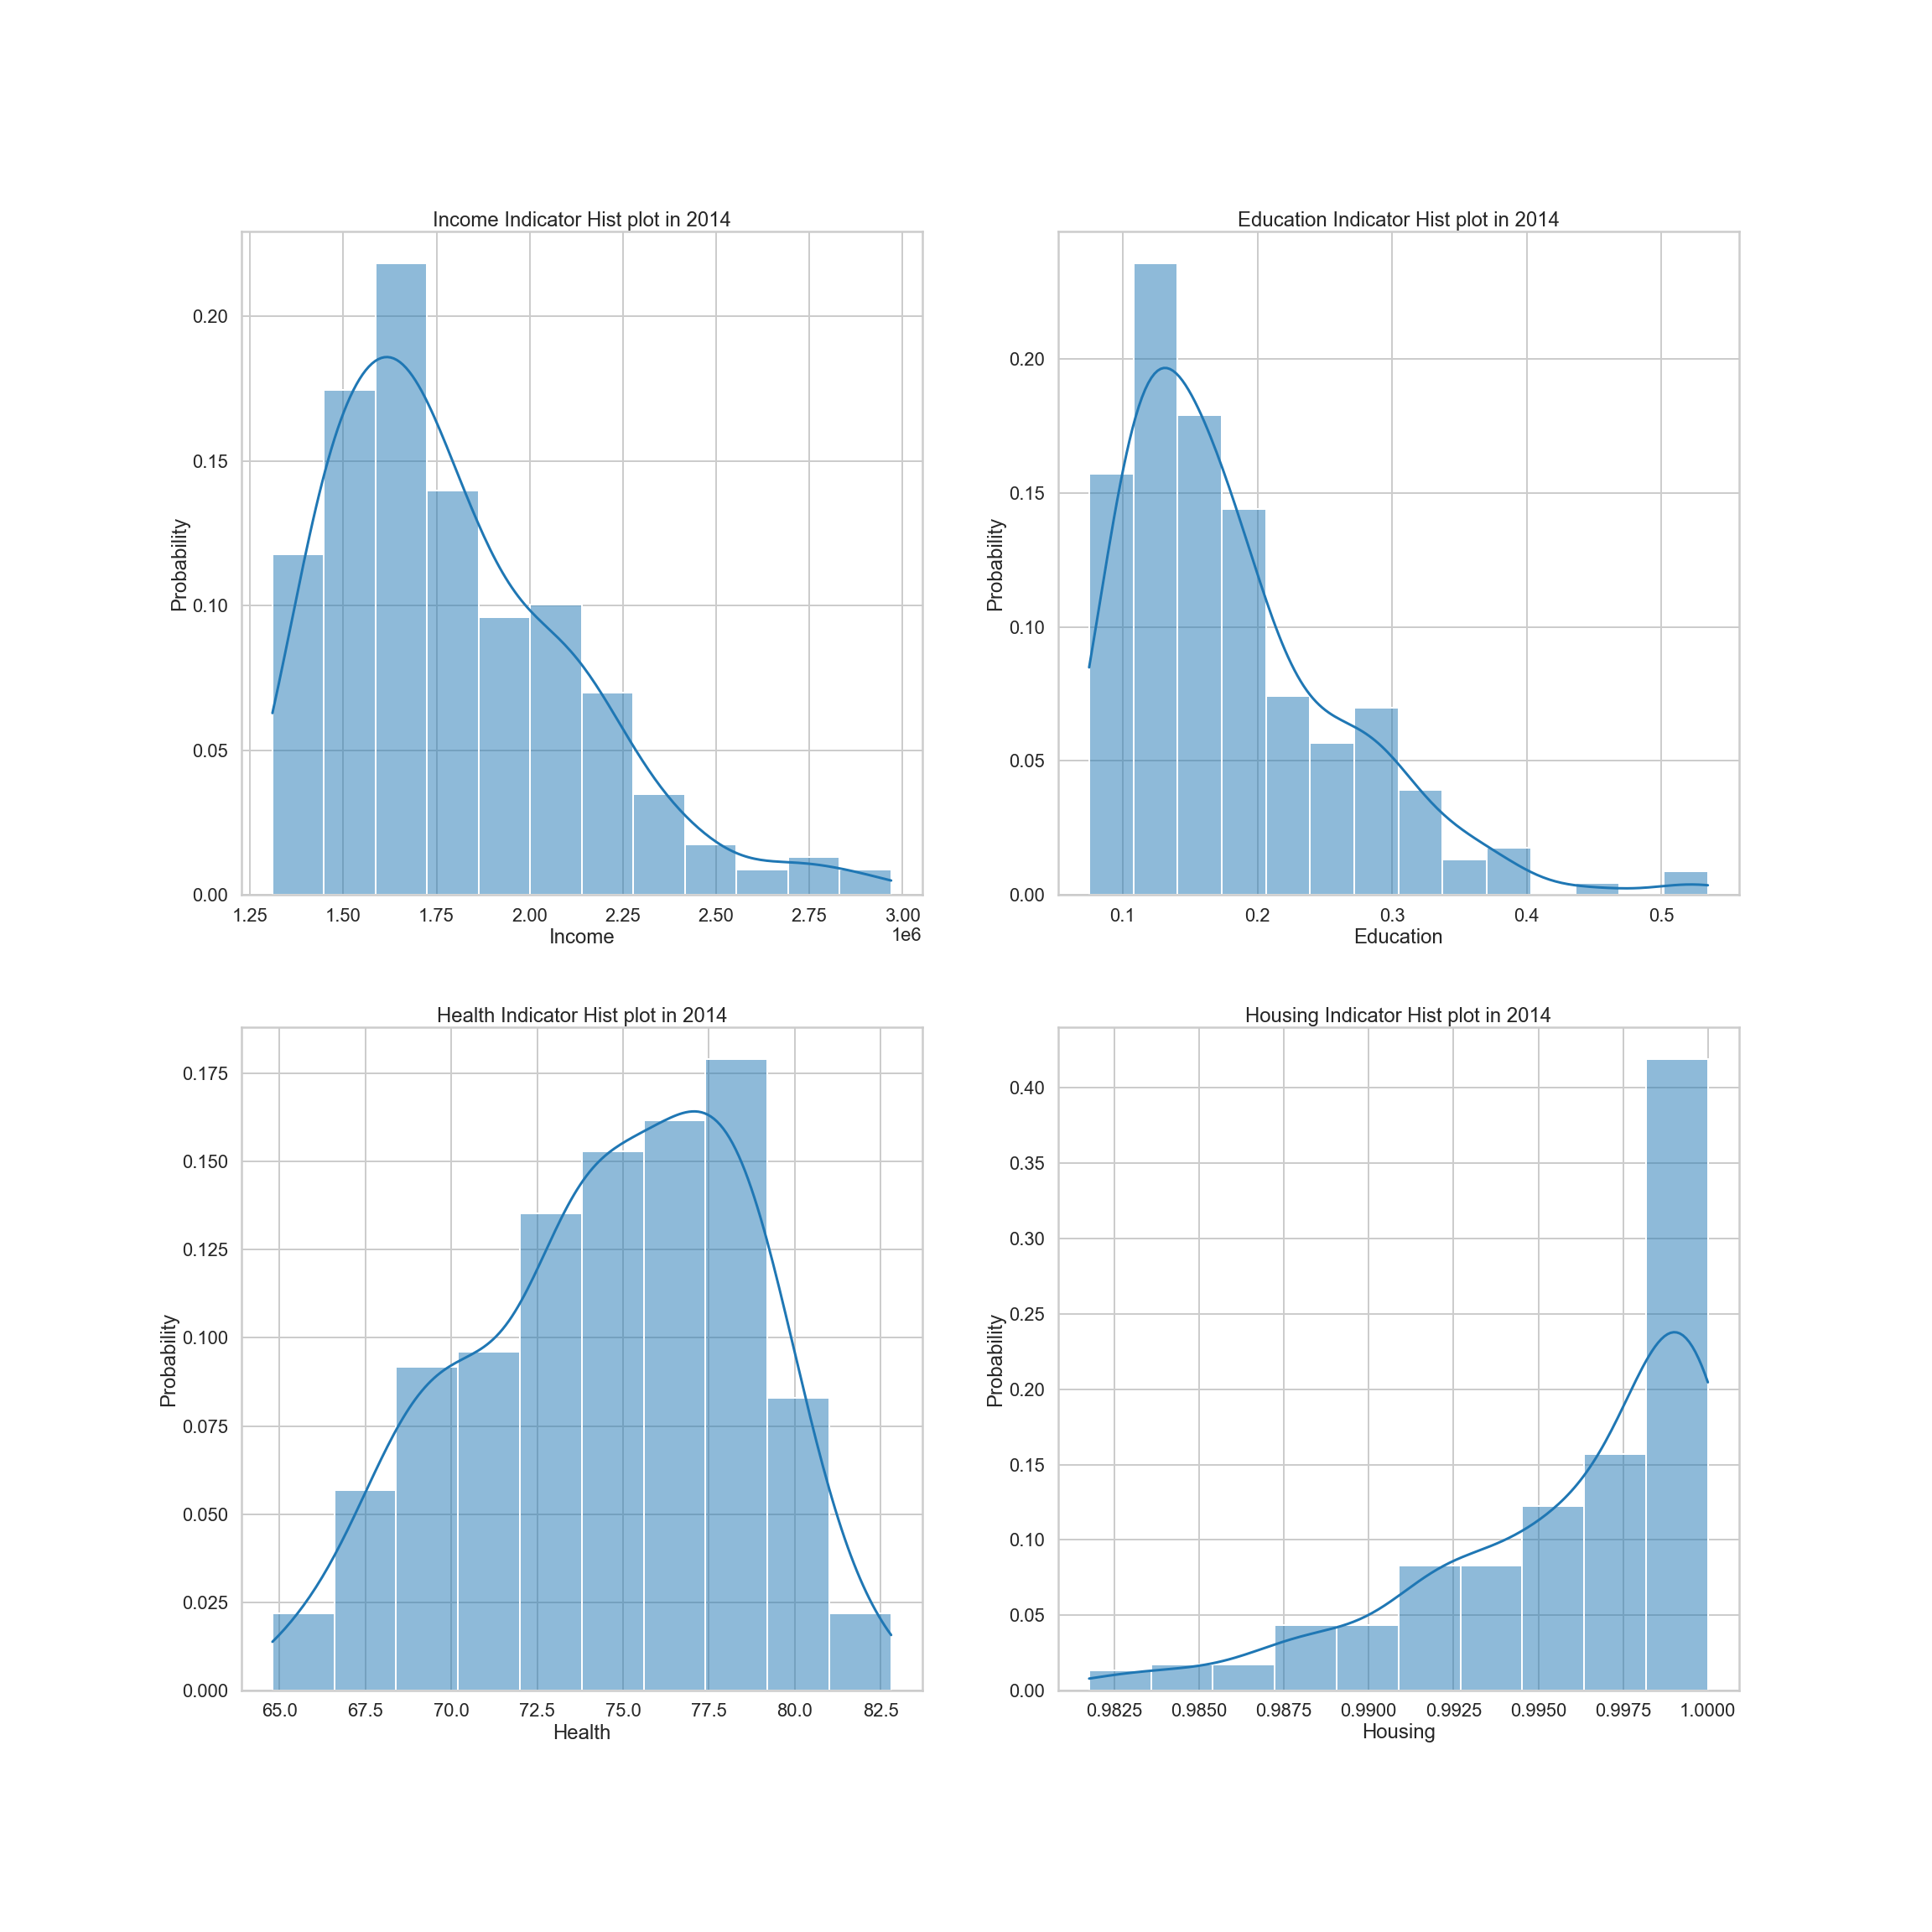 Income Indicator Hist plot in 2014
Probability
0.20
0.15
0.10
0.05
0.00
1.25 1.50 1.75 2.00 2.25 2.50 2.75 3.00
1e6
Income
Education Indicator Hist plot in 2014
Probability
0.20
0.15
0.10
0.05
0.00
0.1 0.2 0.3 0.4 0.5
Education
Health Indicator Hist plot in 2014
Probability
0.175
0.150
0.125
0.100
0.075
0.050
0.025
0.000
65.0 67.5 70.0 72.5 75.0 77.5 80.0 82.5
Health
Housing Indicator Hist plot in 2014
Probability
0.40
0.35
0.30
0.25
0.20
0.15
0.10
0.05
0.00
0.9825 0.9850 0.9875 0.9900 0.9925 0.9950 0.9975 1.0000
Housing